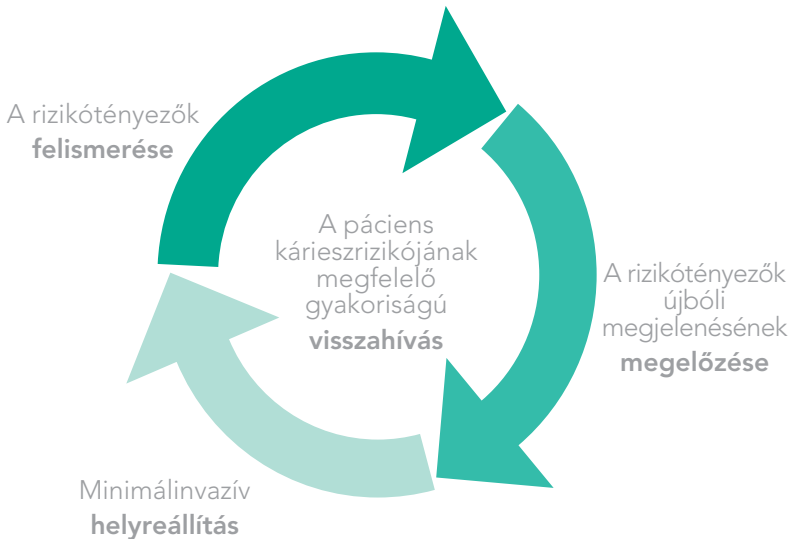 A rizikótényezők
felismerése
A páciens
kárieszrizikójának
megfelelő
gyakoriságú
visszahívás
A rizikótényezők
újbóli
megjelenésének
megelőzése
Minimálinvazív
helyreállítás